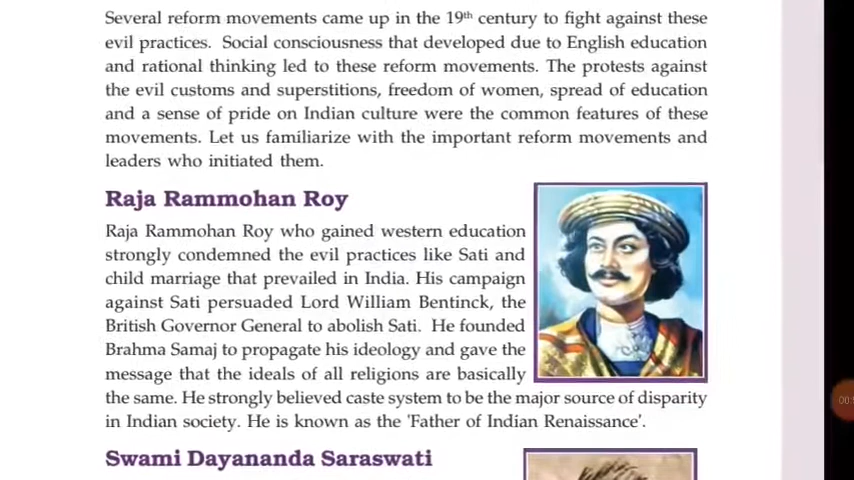 Several reform movements came up in the 19th century to fight against these
evil practices. Social consciousness that developed due to English education
and rational thinking led to these reform movements. The protests against
the evil customs and superstitions, freedom of women, spread of education
and a sense of pride on Indian culture were the common features of these
movements. Let us familiarize with the important reform movements and
leaders who initiated them.
Raja Rammohan Roy
Raja Rammohan Roy who gained western education
strongly condemned the evil practices like Sati and
child marriage that prevailed in India. His campaign
against Sati persuaded Lord William Bentinck, the
British Governor General to abolish Sati. He founded
Brahma Samaj to propagate his ideology and gave the
message that the ideals of all religions are basically
the same. He strongly believed caste system to be the major source of disparity
in Indian society. He is known as the 'Father of Indian Renaissance'.
Swami Dayananda Saraswati